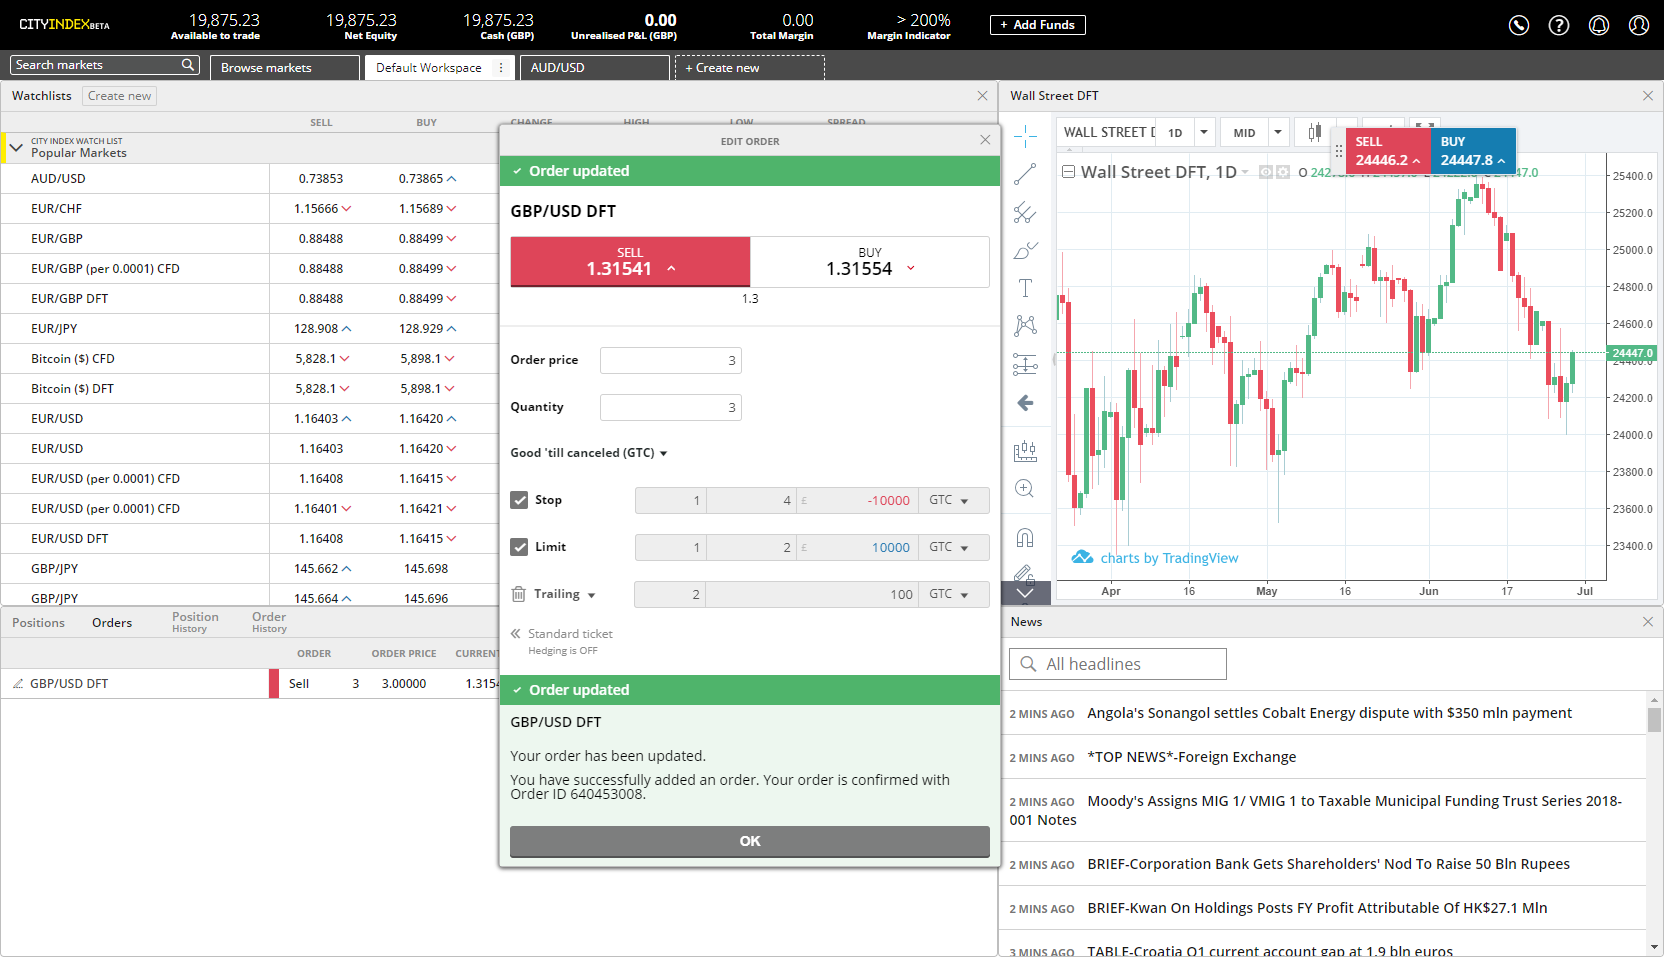 CITYINDEXBETA
19,875.23
Available to trade
19,875.23
Net Equity
19,875.23
Cash (GBP)
0.00
Unrealised P&L (GBP)
0.00
Total Margin
> 200%
Margin Indicator
+ Add Funds
Search markets
Browse markets
Default Workspace
AUD/USD
+ Create new
Watchlists Create new
SELL BUY CHANGE HIGH LOW SPREAD
CITY INDEX WATCH LIST
Popular Markets
AUD/USD 0.73853 0.73865
EUR/CHF 1.15666 1.15689
EUR/GBP 0.88488 0.88499
EUR/GBP (per 0.0001) CFD 0.88488 0.88499
EUR/GBP DFT 0.88488 0.88499
EUR/JPY 128.908 128.929
Bitcoin ($) CFD 5,828.1 5,898.1
Bitcoin ($) DFT 5,828.1 5,898.1
EUR/USD 1.16403 1.16420
EUR/USD 1.16403 1.16420
EUR/USD (per 0.0001) CFD 1.16408 1.16415
EUR/USD (per 0.0001) CFD 1.16401 1.16421
EUR/USD DFT 1.16408 1.16415
GBP/JPY 145.662 145.698
GBP/JPY 145.664 145.696
Positions Orders Position History Order History
ORDER ORDER PRICE CURRENT
GBP/USD DFT Sell 3 3.00000 1.3154
EDIT ORDER
Order updated
GBP/USD DFT
SELL
1.31541
BUY
1.31554
1.3
Order price 3
Quantity 3
Good 'till canceled (GTC)
Stop 1 4 £ -10000 GTC
Limit 1 2 £ 10000 GTC
Trailing 2 100 GTC
Standard ticket
Hedging is OFF
Order updated
GBP/USD DFT
Your order has been updated.
You have successfully added an order. Your order is confirmed with
Order ID 640453008.
OK
Wall Street DFT
WALL STREET 1D MID
SELL
24446.2
BUY
24447.8
Wall Street DFT, 1D O
25400.0
25200.0
25000.0
24800.0
24600.0
24447.0
24200.0
24000.0
23800.0
23600.0
23400.0
charts by TradingView
Apr 16 May 16 Jun 17 Jul
News
All headlines
2 MINS AGO Angola's Sonangol settles Cobalt Energy dispute with $350 mln payment
2 MINS AGO *TOP NEWS*-Foreign Exchange
2 MINS AGO Moody's Assigns MIG 1/ VMIG 1 to Taxable Municipal Funding Trust Series 2018-
001 Notes
2 MINS AGO BRIEF-Corporation Bank Gets Shareholders' Nod To Raise 50 Bln Rupees
2 MINS AGO BRIEF-Kwan On Holdings Posts FY Profit Attributable Of HK$27.1 Mln
3 MINS AGO TABLE-Croatia Q1 current account gap at 1.9 bln euros